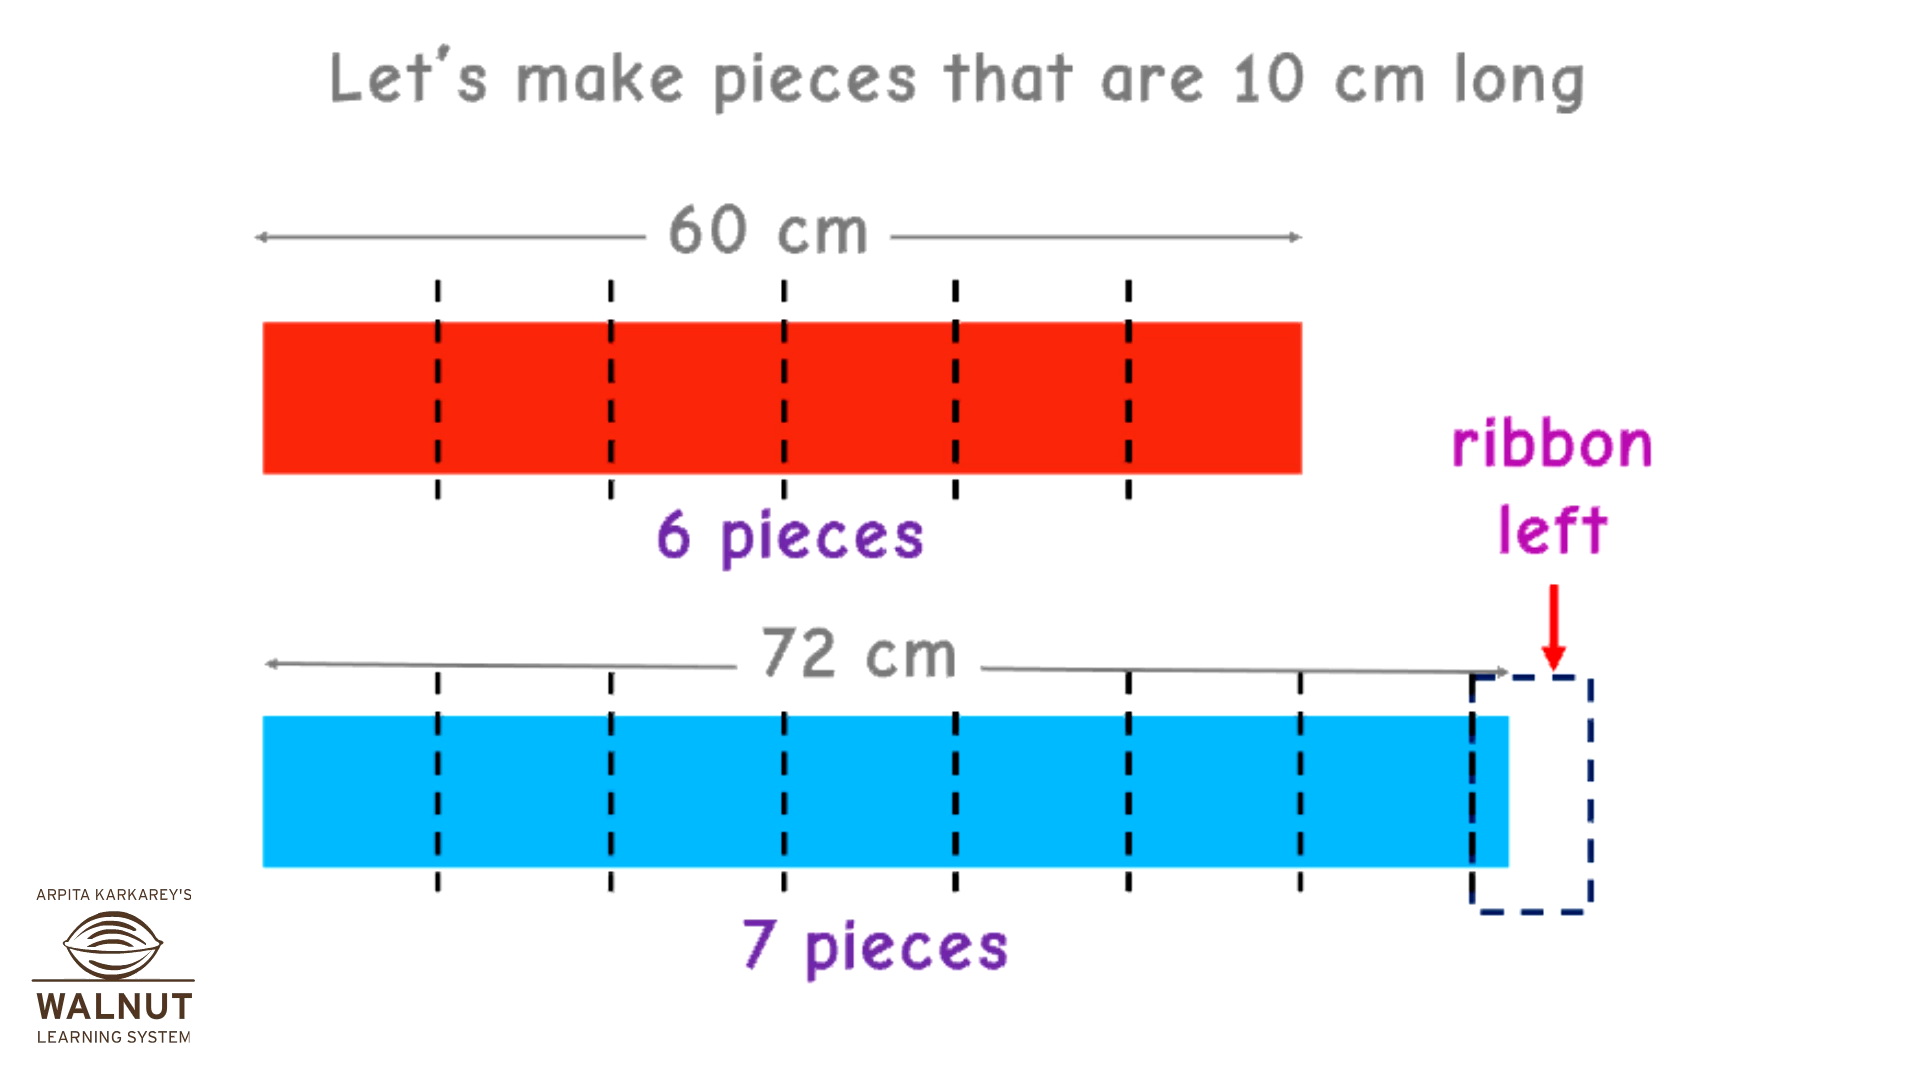 Let's make pieces that are 10 cm long
60 cm
6 pieces
ribbon
left
72 cm
7 pieces
ARPITA KARKAREY'S
WALNUT
LEARNING SYSTEM